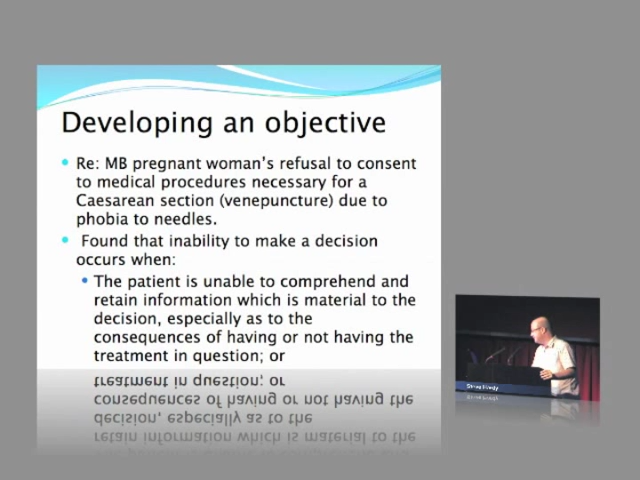 Developing an objective
Re: MB pregnant woman's refusal to consent
to medical procedures necessary for a
Caesarean section (venepuncture) due to
phobia to needles.
Found that inability to make a decision
occurs when:
The patient is unable to comprehend and
retain information which is material to the
decision, especially as to the
consequences of having or not having the
treatment in question; or